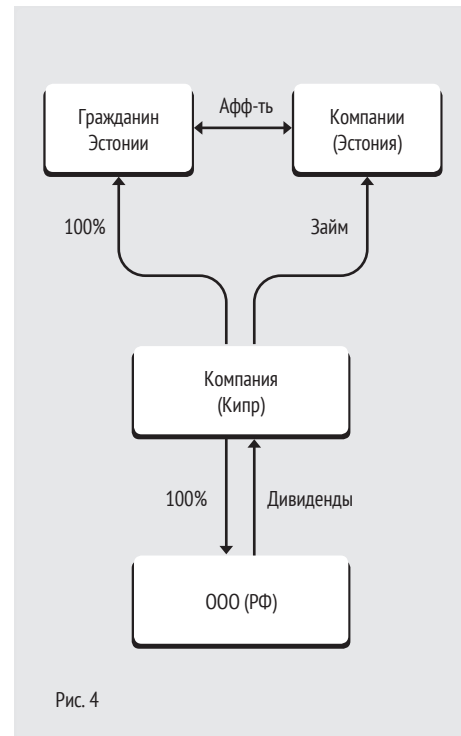 Гражданин
Эстонии
Афф-ть
Компании
(Эстония)
100%
Займ
Компания
(Кипр)
100%
Дивиденды
ООО (РФ)
Рис. 4